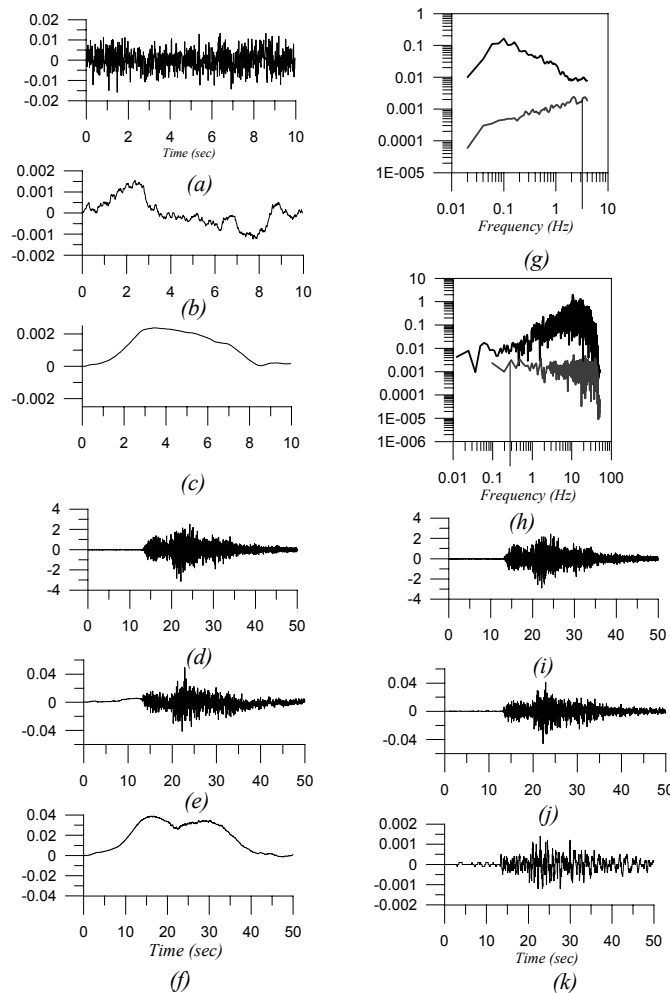 0.02
0.01
0
-0.01
-0.02
0 2 4 6 8 10
Time (sec)
(a)
0.002
0.001
0
-0.001
-0.002
0 2 4 6 8 10
(b)
0.002
0
-0.002
0 2 4 6 8 10
(c)
4
2
0
-2
-4
0 10 20 30 40 50
(d)
0.04
0
-0.04
0 10 20 30 40 50
(e)
0.04
0.02
0
-0.02
-0.04
0 10 20 30 40 50
Time (sec)
(f)
1
0.1
0.01
0.001
0.0001
1E-005
0.01 0.1 1 10
Frequency (Hz)
(g)
10
1
0.1
0.01
0.001
0.0001
1E-005
1E-006
0.01 0.1 1 10 100
Frequency (Hz)
(h)
4
2
0
-2
-4
0 10 20 30 40 50
(i)
0.04
0
-0.04
0 10 20 30 40 50
(j)
0.002
0.001
0
-0.001
-0.002
0 10 20 30 40 50
Time (sec)
(k)